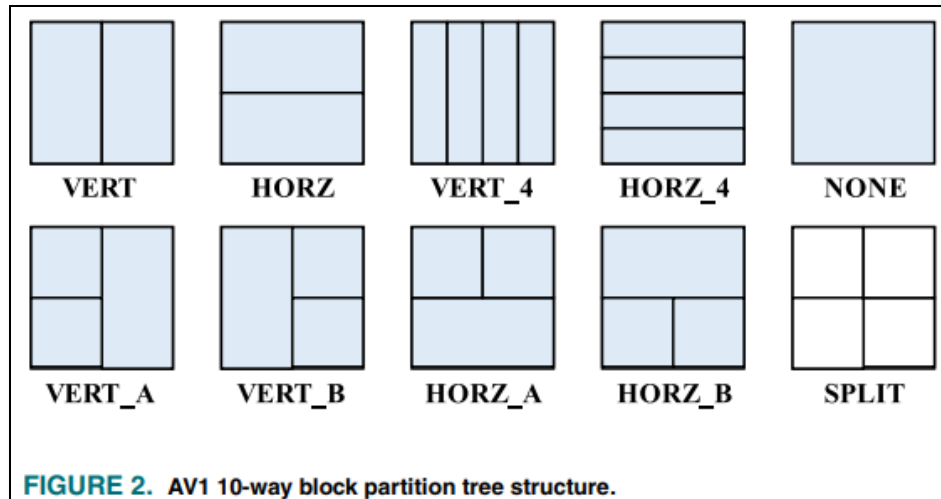 VERT HORZ VERT_4 HORZ_4 NONE
VERT_A VERT_B HORZ_A HORZ_B SPLIT
FIGURE 2. AV1 10-way block partition tree structure.